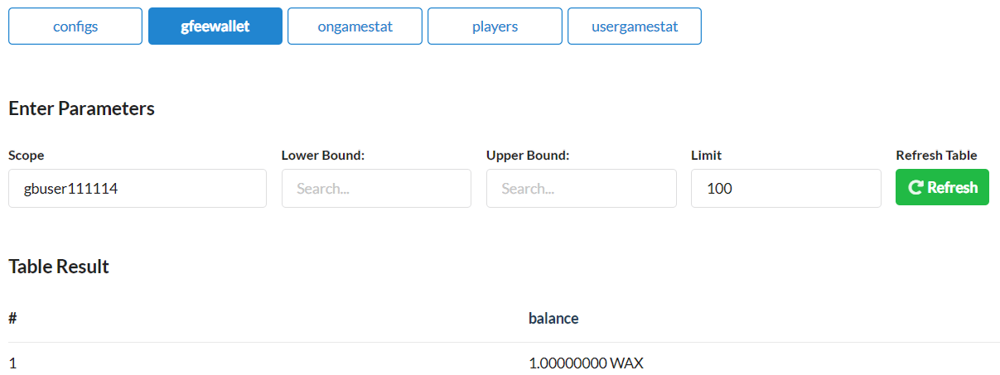 configs gfeewallet ongamestat players usergamestat
Enter Parameters
Scope Lower Bound: Upper Bound: Limit Refresh Table
gbuser111114 Search... Search... 100 Refresh
Table Result
# balance
1 1.00000000 WAX